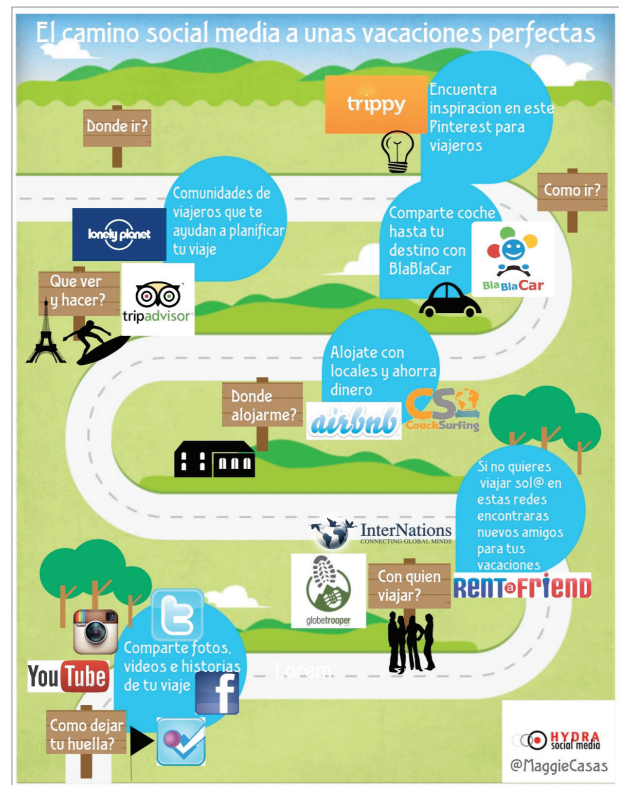 El camino social media a unas vacaciones perfectas
Donde ir?
trippy
Encuentra
inspiracion en este
Pinterest para
viajeros
Como ir?
Comunidades de
viajeros que te
ayudan a planificar
tu viaje
lonely planet
Comparte coche
hasta tu
destino con
BlaBlaCar
BlaBlaCar
Que ver
y hacer?
tripadvisor
Alojate con
locales y ahorra
dinero
Donde
alojarme?
airbnb
CS
CouchSurfing
Si no quieres
viajar sol@ en
estas redes
encontraras
nuevos amigos
para tus
vacaciones
InterNations
CONNECTING GLOBAL MINDS
globetrooper
Con quien
viajar?
RENT a FRIEND
t
Comparte fotos,
videos e historias
de tu viaje
Lorem
YouTube
f
Como dejar
tu huella?
HYDRA
social media
@MaggieCasas